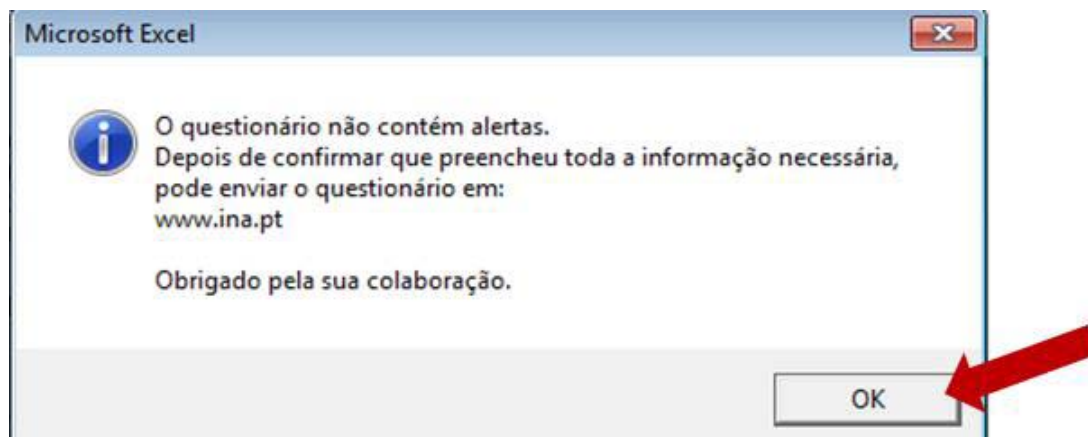 Microsoft Excel
O questionário não contém alertas.
Depois de confirmar que preencheu toda a informação necessária,
pode enviar o questionário em:
www.ina.pt
Obrigado pela sua colaboração.
OK